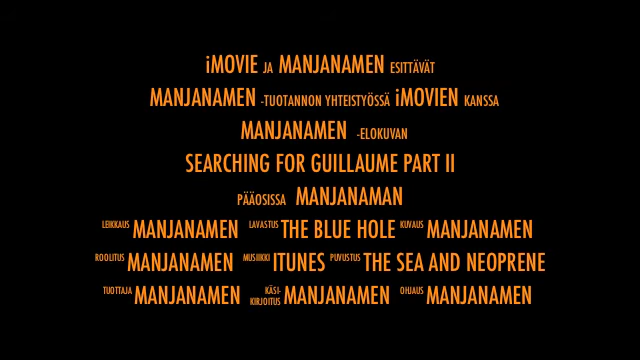 iMOVIE JA MANJANAMEN ESITTÄVÄT
MANJANAMEN -TUOTANNON YHTEISTYÖSSÄ iMOVIEN KANSSA
MANJANAMEN -ELOKUVAN
SEARCHING FOR GUILLAUME PART II
PÄÄOSISSA MANJANAMAN
LEIKKAUS MANJANAMEN LAVASTUS THE BLUE HOLE KUVAUS MANJANAMEN
ROOLITUS MANJANAMEN MUSIIKKI ITUNES PUVUSTUS THE SEA AND NEOPRENE
TUOTTAJA MANJANAMEN KÄSI-KIRJOITUS MANJANAMEN OHJAUS MANJANAMEN